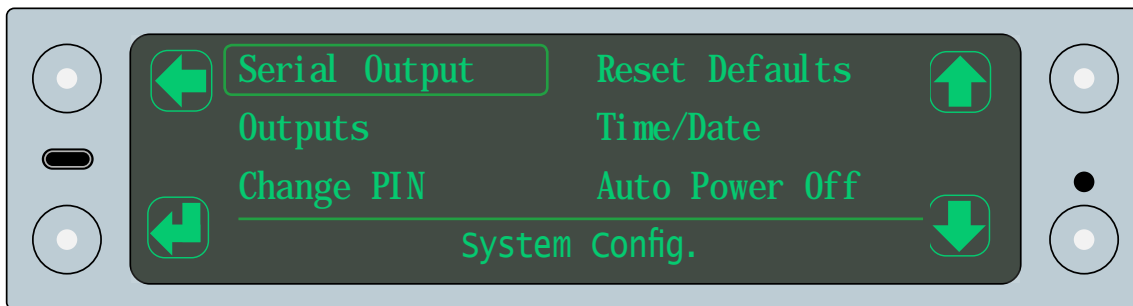 Serial Output
Reset Defaults
Outputs
Time/Date
Change PIN
Auto Power Off
System Config.